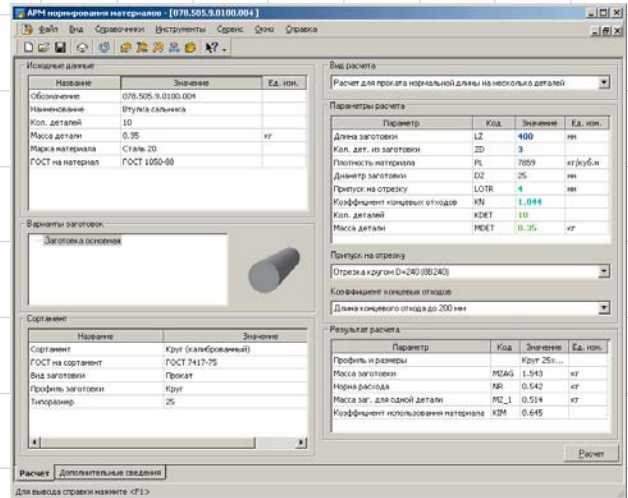 АРМ нормирования материалов - [078.505.9.0100.004 ]
Файл Вид Справочники Инструменты Сервис Окно Справка
Исходные данные
Название Значение Ед. изм.
Обозначение 078.505.9.0100.004
Наименование Втулка сальника
Кол. деталей 10
Масса детали 0.35 кг
Марка материала Сталь 20
ГОСТ на материал ГОСТ 1050-88
Варианты заготовок
Заготовка основная
Сортамент
Название Значение
Сортамент Круг (калиброванный)
ГОСТ на сортамент ГОСТ 7417-75
Вид заготовки Прокат
Профиль заготовки Круг
Типоразмер 25
Вид расчета
Расчет для проката нормальной длины на несколько деталей
Параметры расчета
Параметр Код Значение Ед. изм.
Длина заготовки LZ 400 мм
Кол. дет. из заготовки ZD 3
Плотность материала PL 7859 кг/куб.м
Диаметр заготовки DZ 25 мм
Припуск на отрезку LOTR 4 мм
Коэффициент концевых отходов KN 1.044
Кол. деталей KDET 10
Масса детали MDET 0.35 кг
Припуск на отрезку
Отрезка кругом D=240 (8В240)
Коэффициент концевых отходов
Длина концевого отхода до 200 мм
Результат расчета
Параметр Код Значение Ед. изм.
Профиль и размеры Круг 25х...
Масса заготовки MZAG 1.543 кг
Норма расхода NR 0.542 кг
Масса заг. для одной детали MZ_1 0.514 кг
Коэффициент использования материала KIM 0.645
Расчет
Расчет Дополнительные сведения
Для вывода справки нажмите <F1>